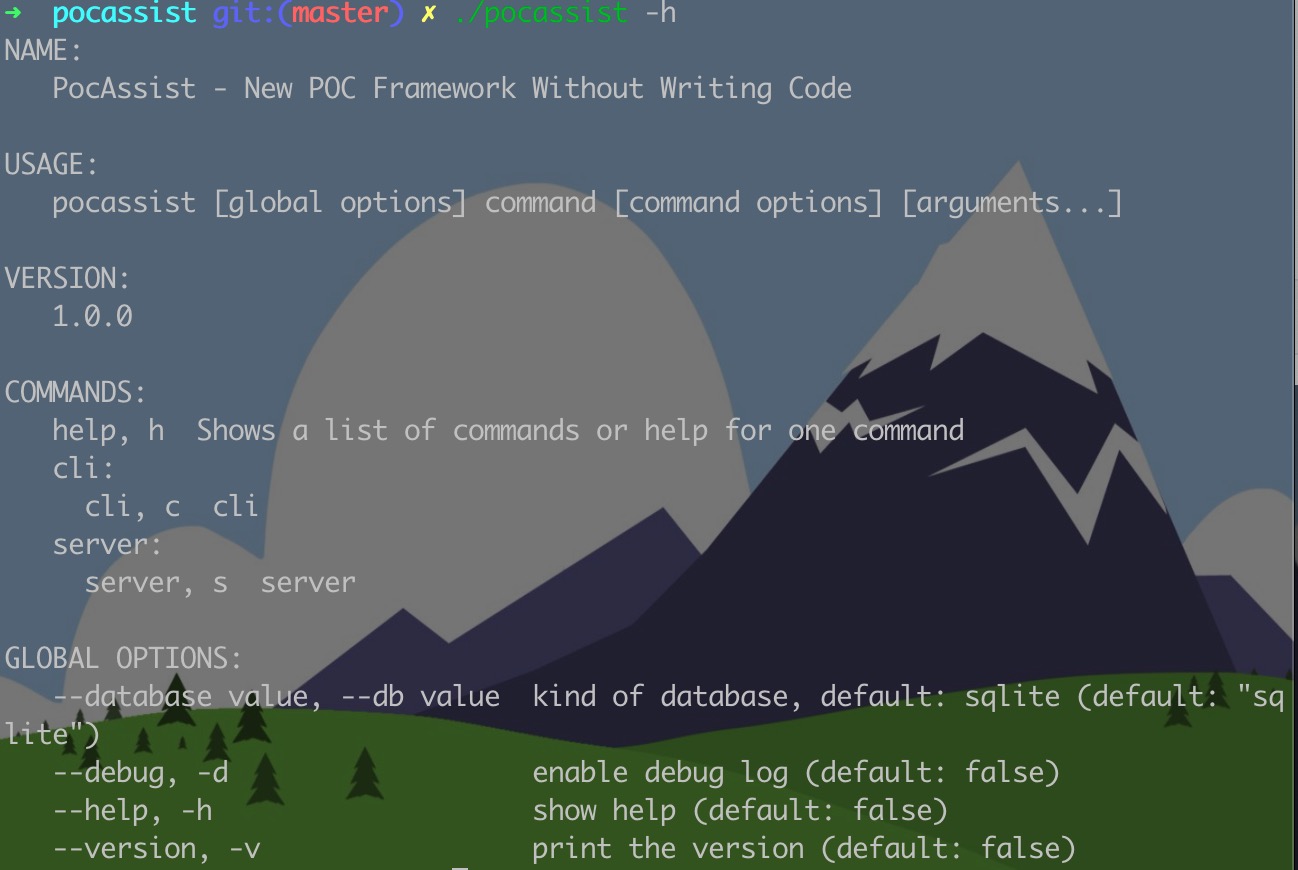 ➜ pocassist git:(master) ✗ ./pocassist -h
NAME:
   PocAssist - New POC Framework Without Writing Code
USAGE:
   pocassist [global options] command [command options] [arguments...]
VERSION:
   1.0.0
COMMANDS:
   help, h  Shows a list of commands or help for one command
   cli:
     cli, c  cli
   server:
     server, s  server
GLOBAL OPTIONS:
   --database value, --db value  kind of database, default: sqlite (default: "sq
lite")
   --debug, -d                   enable debug log (default: false)
   --help, -h                    show help (default: false)
   --version, -v                 print the version (default: false)